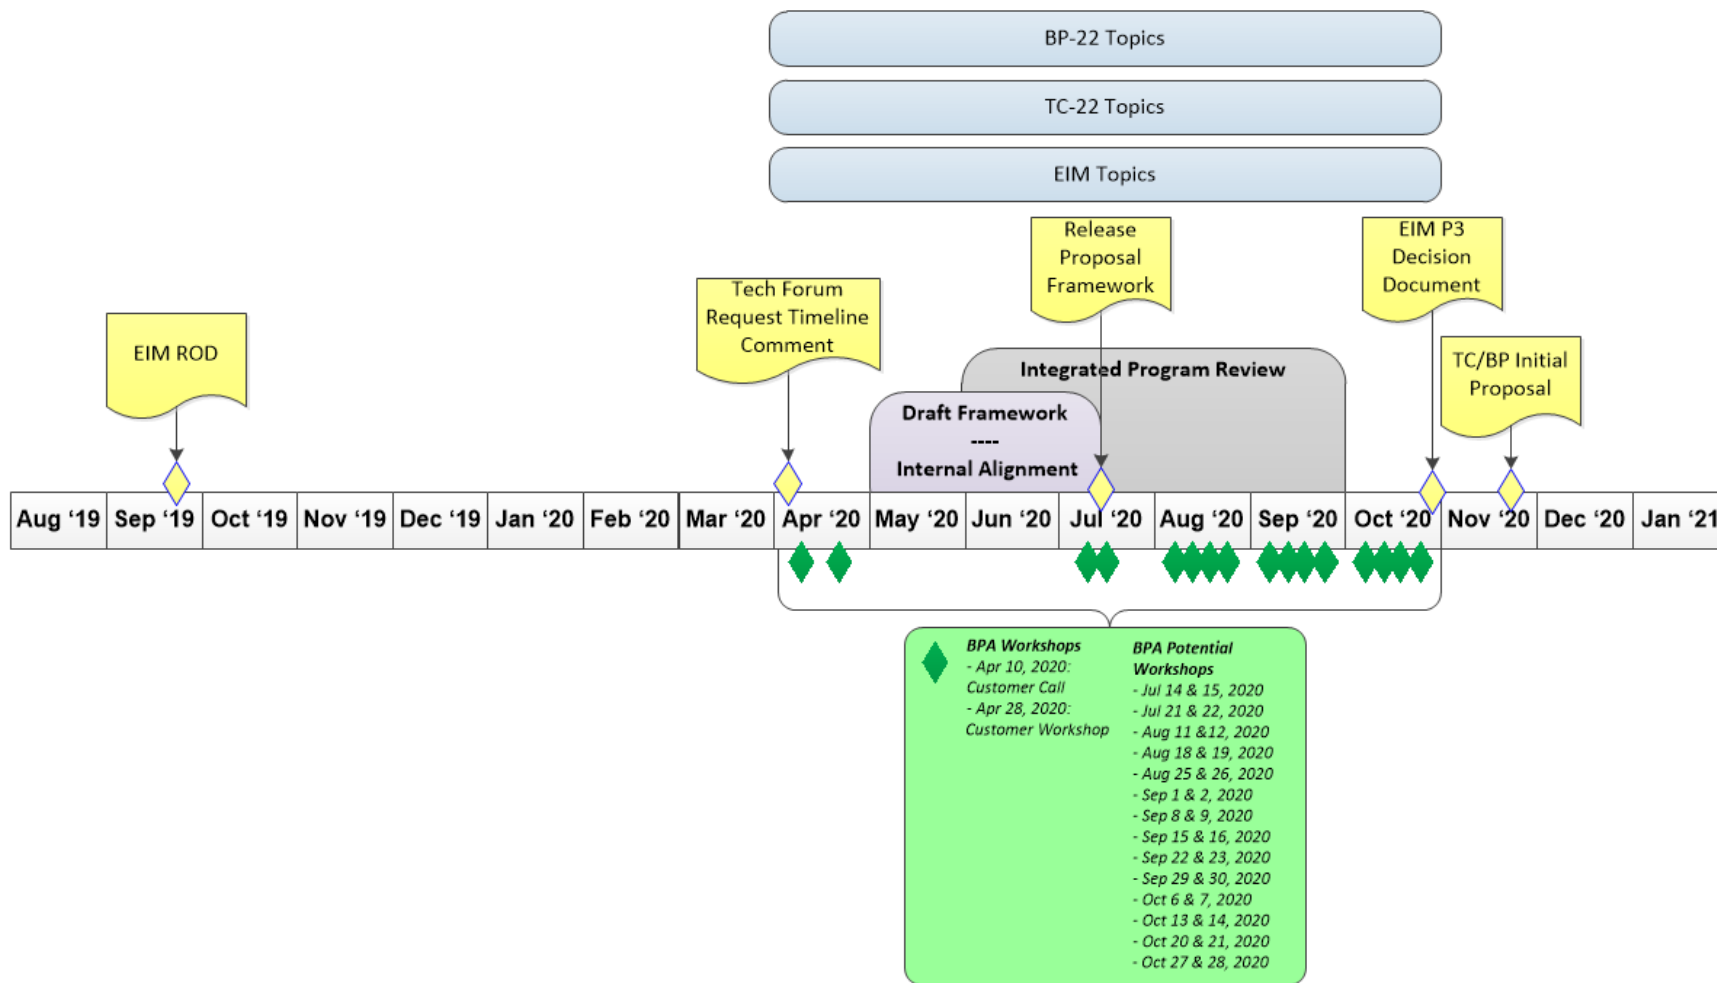 BP-22 Topics
TC-22 Topics
EIM Topics
EIM ROD
Tech Forum
Request Timeline
Comment
Release
Proposal
Framework
EIM P3
Decision
Document
TC/BP Initial
Proposal
Integrated Program Review
Draft Framework
----
Internal Alignment
Aug ‘19 Sep ‘19 Oct ‘19 Nov ‘19 Dec ‘19 Jan ‘20 Feb ‘20 Mar ‘20 Apr ‘20 May ‘20 Jun ‘20 Jul ‘20 Aug ‘20 Sep ‘20 Oct ‘20 Nov ‘20 Dec ‘20 Jan ‘21
BPA Workshops
- Apr 10, 2020:
Customer Call
- Apr 28, 2020:
Customer Workshop
BPA Potential
Workshops
- Jul 14 & 15, 2020
- Jul 21 & 22, 2020
- Aug 11 &12, 2020
- Aug 18 & 19, 2020
- Aug 25 & 26, 2020
- Sep 1 & 2, 2020
- Sep 8 & 9, 2020
- Sep 15 & 16, 2020
- Sep 22 & 23, 2020
- Sep 29 & 30, 2020
- Oct 6 & 7, 2020
- Oct 13 & 14, 2020
- Oct 20 & 21, 2020
- Oct 27 & 28, 2020